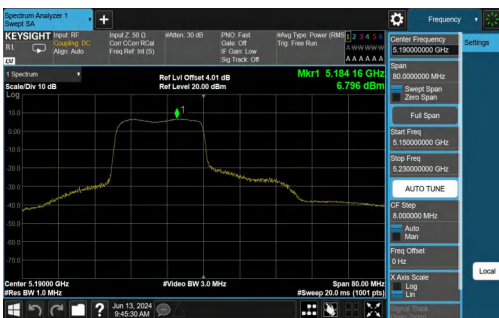 Spectrum Analyzer 1
Swept SA
Frequency
KEYSIGHT
RL
Input: RF
Coupling: DC
Align: Auto
Input Z: 50 Ω
Corr CCorr RCal
Freq Ref: Int (S)
#Atten: 30 dB
PNO: Fast
Gate: Off
IF Gain: Low
Sig Track: Off
#Avg Type: Power (RMS)
Trig: Free Run
1 2 3 4 5 6
A WWWWW
A A A A A A
LW
Settings
Center Frequency
5.190000000 GHz
Span
80.0000000 MHz
Swept Span
Zero Span
Full Span
Start Freq
5.150000000 GHz
Stop Freq
5.230000000 GHz
AUTO TUNE
CF Step
8.000000 MHz
Auto
Man
Freq Offset
0 Hz
X Axis Scale
Log
Lin
Signal Track
Local
1 Spectrum
Scale/Div 10 dB
Log
Ref Lvl Offset 4.01 dB
Ref Level 20.00 dBm
Mkr1 5.184 16 GHz
6.796 dBm
1
10.0
0.00
-10.0
-20.0
-30.0
-40.0
-50.0
-60.0
-70.0
Center 5.19000 GHz
#Res BW 1.0 MHz
#Video BW 3.0 MHz
Span 80.00 MHz
#Sweep 20.0 ms (1001 pts)
?
Jun 13, 2024
9:45:30 AM